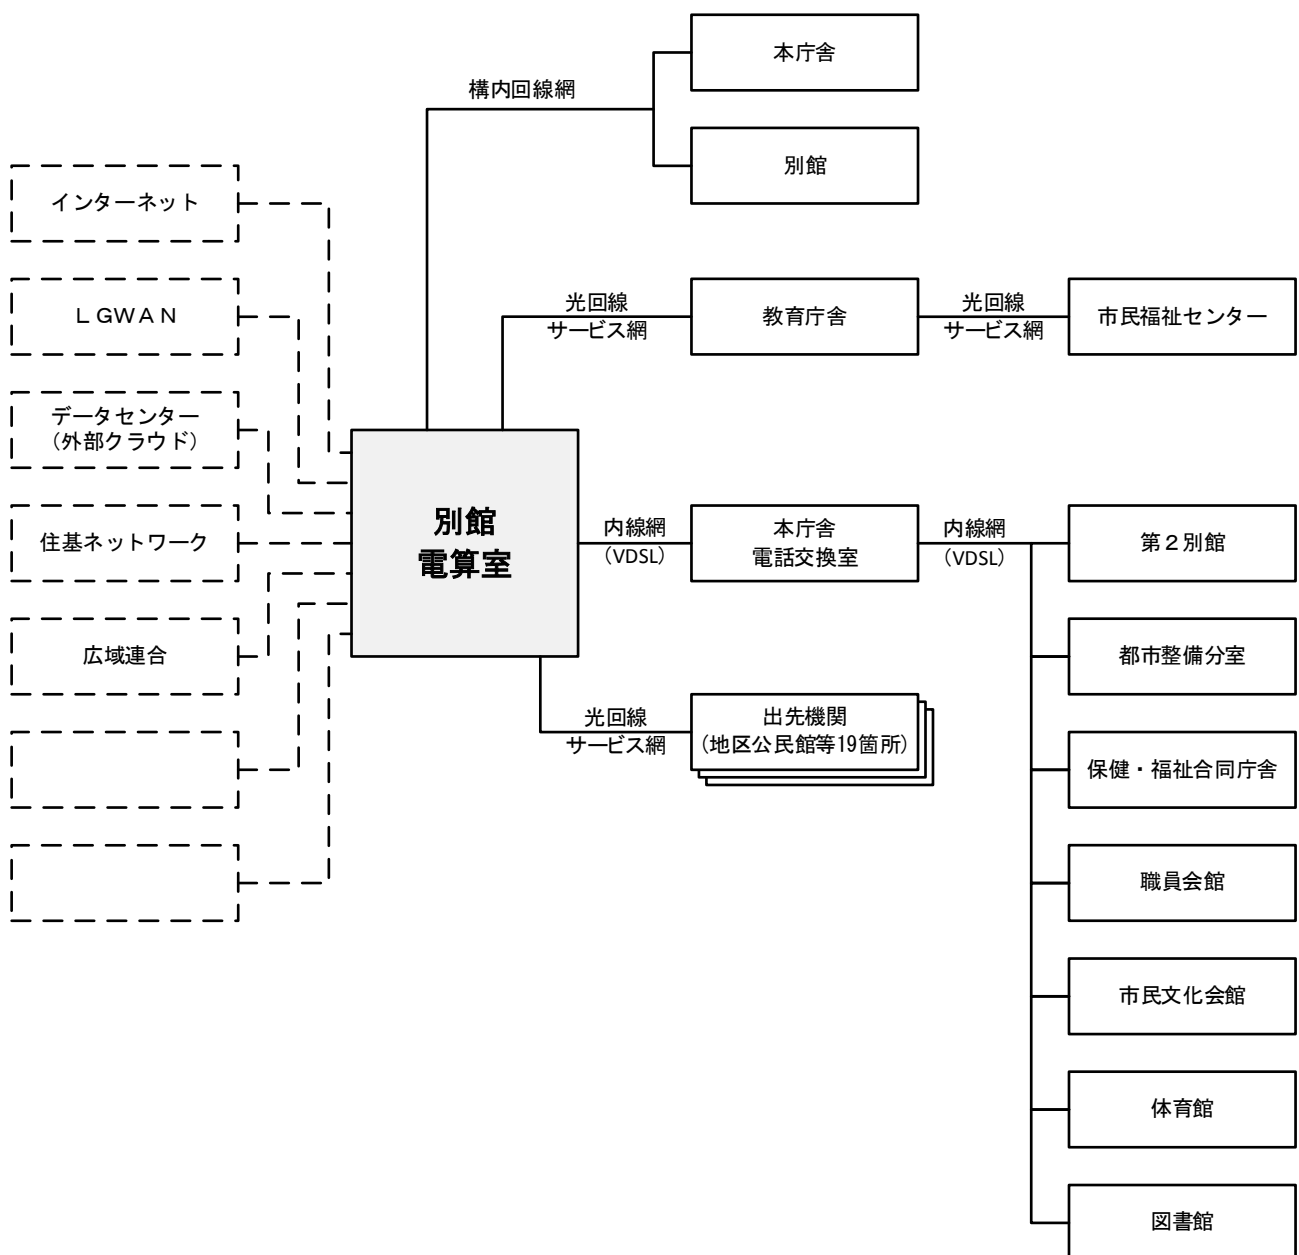 本庁舎
構内回線網
別館
インターネット
ＬＧＷＡＮ
光回線
サービス網
教育庁舎
光回線
サービス網
市民福祉センター
データセンター
（外部クラウド）
別館
電算室
内線網
（VDSL）
本庁舎
電話交換室
内線網
（VDSL）
第２別館
住基ネットワーク
広域連合
都市整備分室
光回線
サービス網
出先機関
（地区公民館等19箇所）
保健・福祉合同庁舎
職員会館
市民文化会館
体育館
図書館